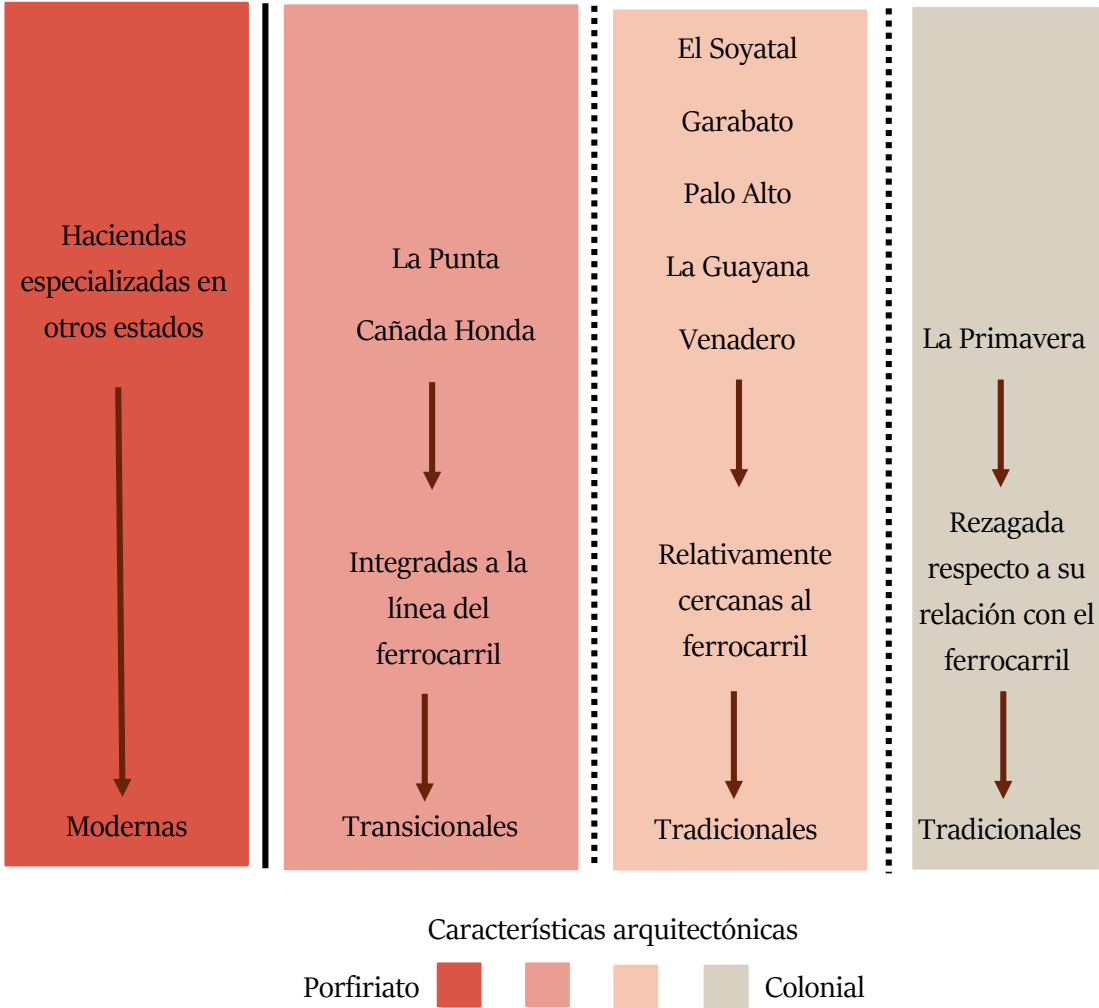 Haciendas
especializadas en
otros estados
Modernas
La Punta
Cañada Honda
Integradas a la
línea del
ferrocarril
Transicionales
El Soyatal
Garabato
Palo Alto
La Guayana
Venadero
Relativamente
cercanas al
ferrocarril
Tradicionales
La Primavera
Rezagada
respecto a su
relación con el
ferrocarril
Tradicionales
Características arquitectónicas
Porfiriato
Colonial